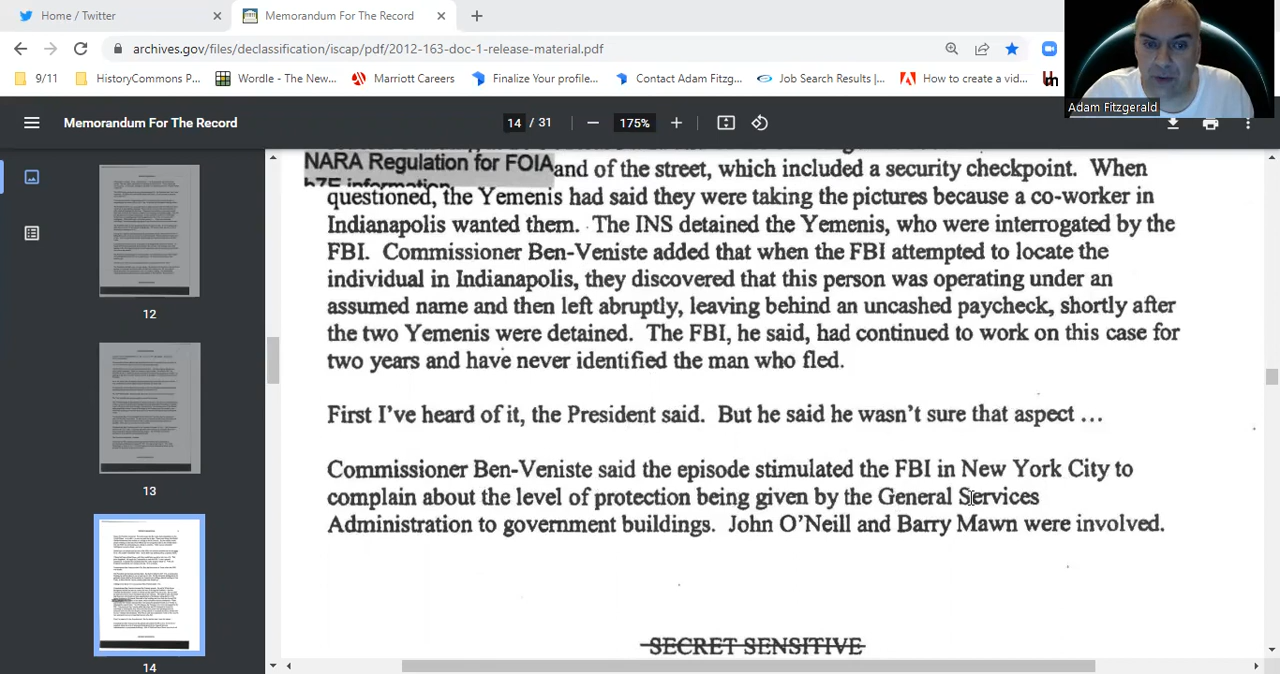 Home / Twitter
Memorandum For The Record
archives.gov/files/declassification/iscap/pdf/2012-163-doc-1-release-material.pdf
9/11
HistoryCommons P...
Wordle - The New...
Marriott Careers
Finalize Your profile...
Contact Adam Fitzg...
Job Search Results |...
How to create a vid...
Adam Fitzgerald
Memorandum For The Record
14 / 31
175%
12
13
14
NARA Regulation for FOIA
b7E information
and of the street, which included a security checkpoint. When
questioned, the Yemenis had said they were taking the pictures because a co-worker in
Indianapolis wanted them. The INS detained the Yemenis, who were interrogated by the
FBI. Commissioner Ben-Veniste added that when the FBI attempted to locate the
individual in Indianapolis, they discovered that this person was operating under an
assumed name and then left abruptly, leaving behind an uncashed paycheck, shortly after
the two Yemenis were detained. The FBI, he said, had continued to work on this case for
two years and have never identified the man who fled.
First I've heard of it, the President said. But he said he wasn't sure that aspect ...
Commissioner Ben-Veniste said the episode stimulated the FBI in New York City to
complain about the level of protection being given by the General Services
Administration to government buildings. John O'Neill and Barry Mawn were involved.
SECRET SENSITIVE